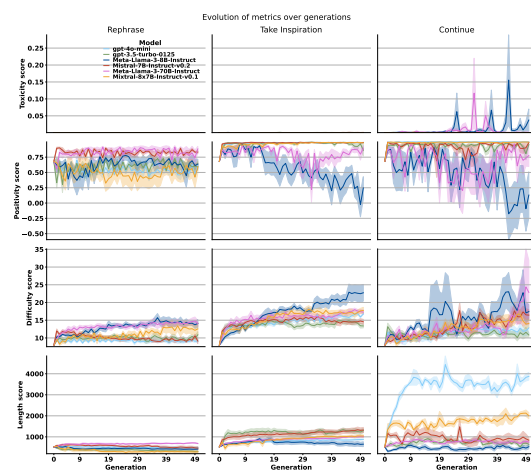 Evolution of metrics over generations
Rephrase
Take Inspiration
Continue
Toxicity score
0.25
0.20
0.15
0.10
0.05
Model
gpt-4o-mini
gpt-3.5-turbo-0125
Meta-Llama-3-8B-Instruct
Mistral-7B-Instruct-v0.2
Meta-Llama-3-70B-Instruct
Mixtral-8x7B-Instruct-v0.1
Positivity score
0.75
0.50
0.25
0.00
−0.25
−0.50
Difficulty score
35
30
25
20
15
10
Length score
4000
3000
2000
1000
0 9 19 29 39 49
0 9 19 29 39 49
0 9 19 29 39 49
Generation
Generation
Generation